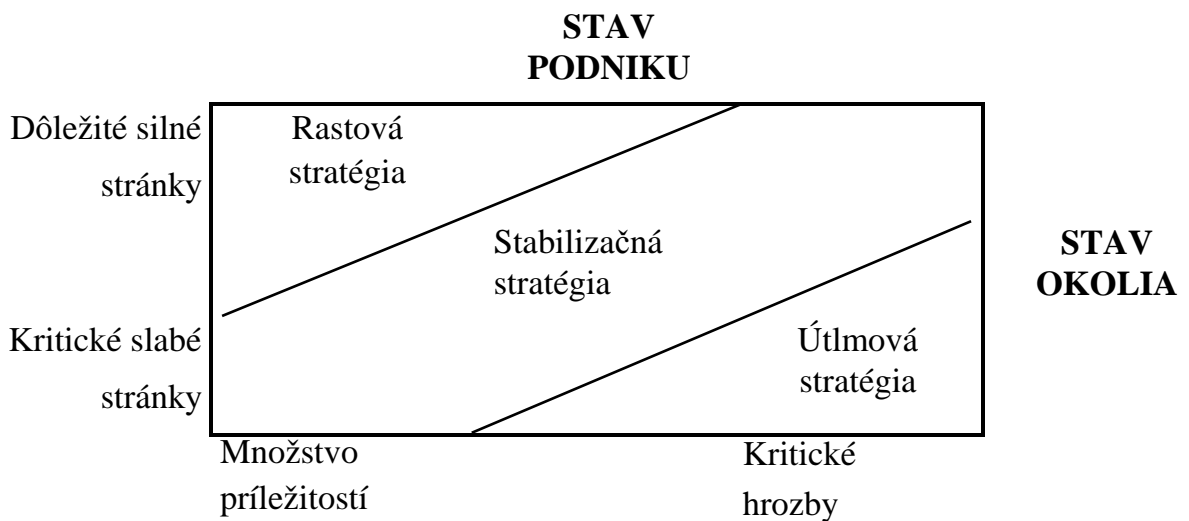 STAV
PODNIKU
Dôležité silné
stránky
Rastová
stratégia
Stabilizačná
stratégia
STAV
OKOLIA
Kritické slabé
stránky
Útlmová
stratégia
Množstvo
príležitostí
Kritické
hrozby